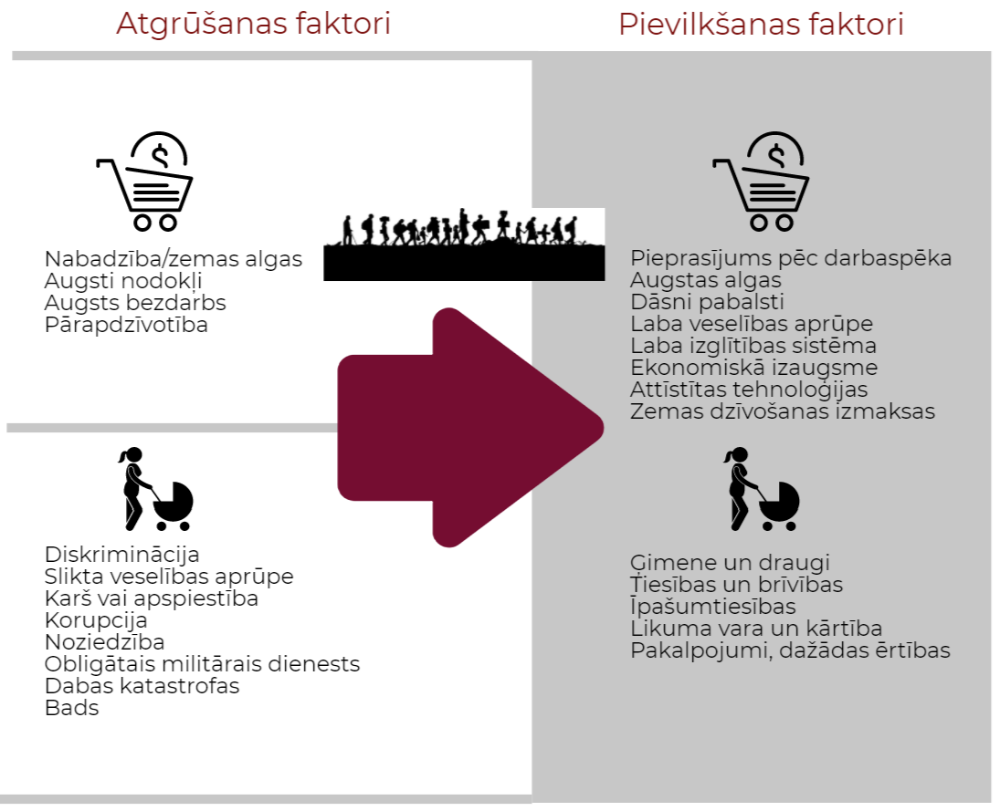 Atgrūšanas faktori
Pievilkšanas faktori
$
Nabadzība/zemas algas
Augsti nodokļi
Augsts bezdarbs
Pārapdzīvotība
$
Pieprasījums pēc darbaspēka
Augstas algas
Dāsni pabalsti
Laba veselības aprūpe
Laba izglītības sistēma
Ekonomiskā izaugsme
Attīstītas tehnoloģijas
Zemas dzīvošanas izmaksas
Diskriminācija
Slikta veselības aprūpe
Karš vai apspiestība
Korupcija
Noziedzība
Obligātais militārais dienests
Dabas katastrofas
Bads
Ģimene un draugi
Tiesības un brīvības
Īpašumtiesības
Likuma vara un kārtība
Pakalpojumi, dažādas ērtības